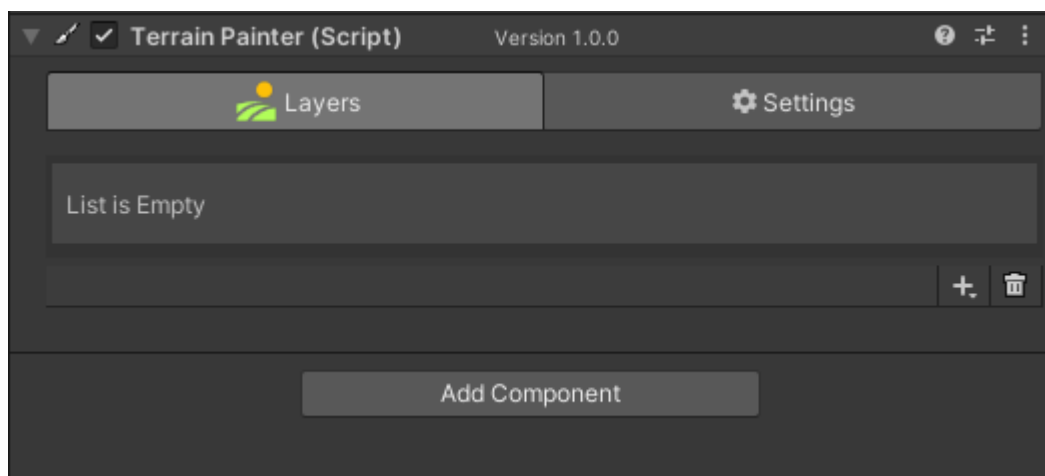 Terrain Painter (Script) Version 1.0.0
Layers Settings
List is Empty
Add Component